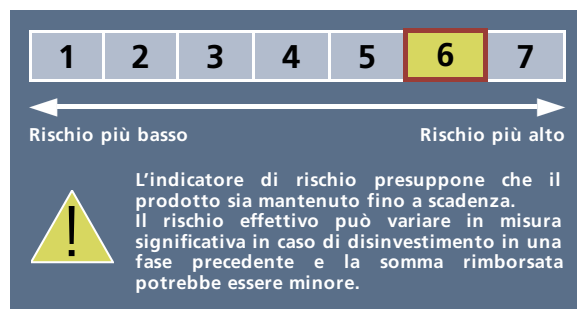 1 2 3 4 5 6 7
Rischio più basso Rischio più alto
L'indicatore di rischio presuppone che il
prodotto sia mantenuto fino a scadenza.
Il rischio effettivo può variare in misura
significativa in caso di disinvestimento in una
fase precedente e la somma rimborsata
potrebbe essere minore.
!